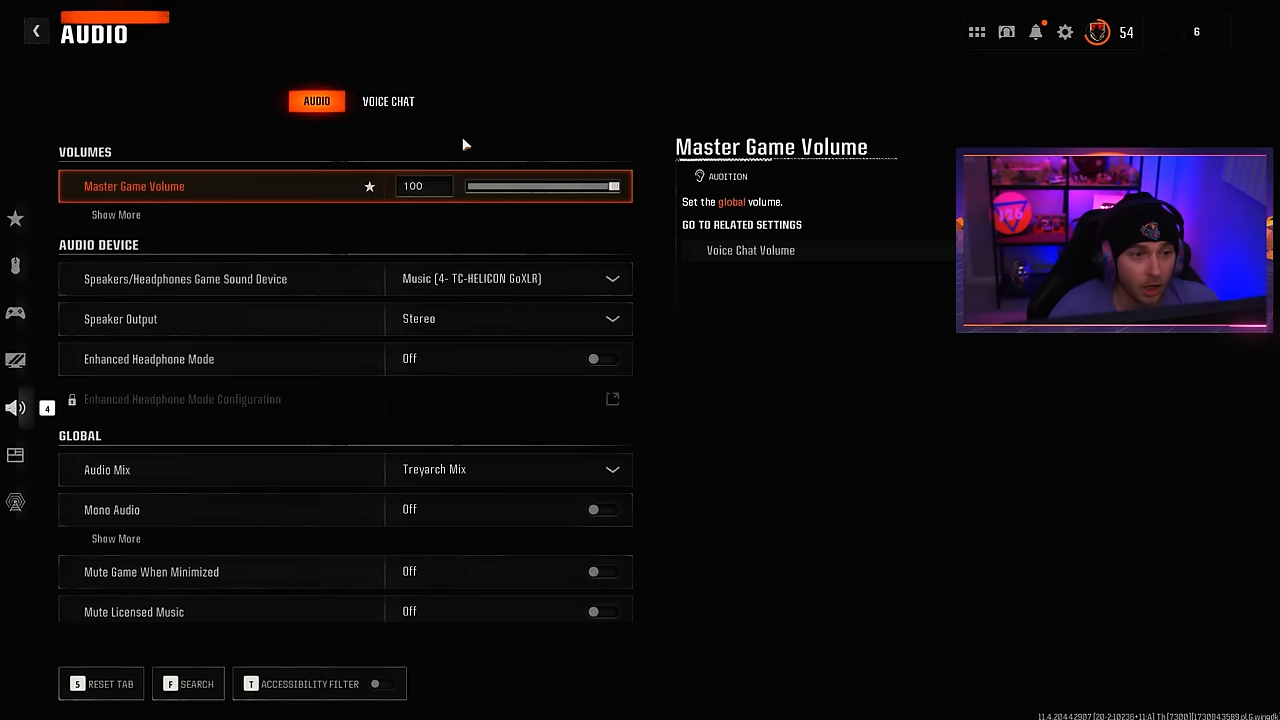 AUDIO
54
6
AUDIO
VOICE CHAT
VOLUMES
Master Game Volume
100
Show More
AUDIO DEVICE
Speakers/Headphones Game Sound Device
Music (4- TC-HELICON GoXLR)
Speaker Output
Stereo
Enhanced Headphone Mode
Off
Enhanced Headphone Mode Configuration
4
GLOBAL
Audio Mix
Treyarch Mix
Mono Audio
Off
Show More
Mute Game When Minimized
Off
Mute Licensed Music
Off
5 RESET TAB
F SEARCH
T ACCESSIBILITY FILTER
Master Game Volume
AUDITION
Set the global volume.
GO TO RELATED SETTINGS
Voice Chat Volume